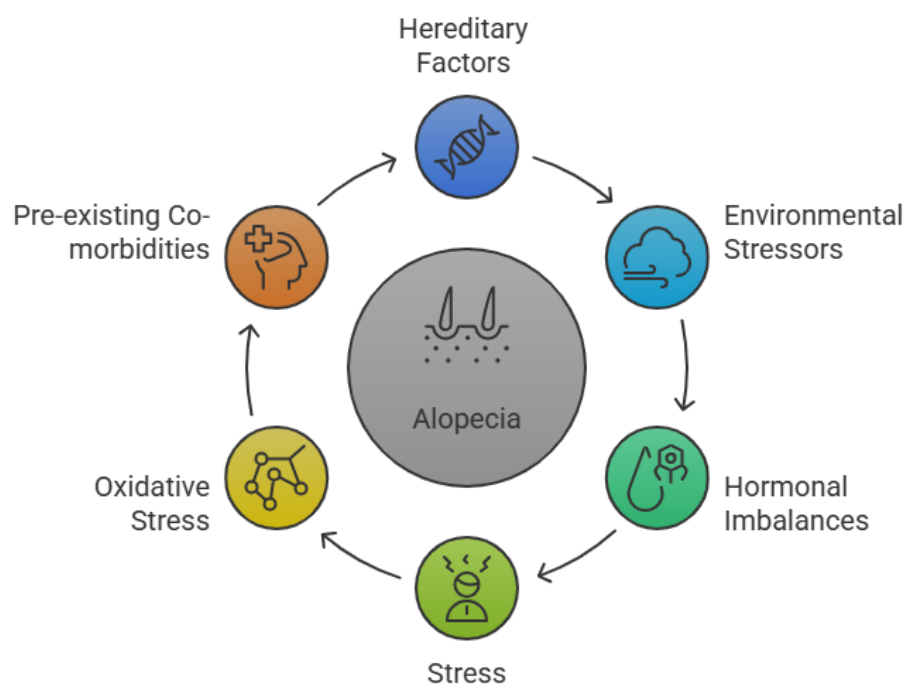 Hereditary
Factors
Environmental
Stressors
Hormonal
Imbalances
Stress
Oxidative
Stress
Pre-existing Co-
morbidities
Alopecia